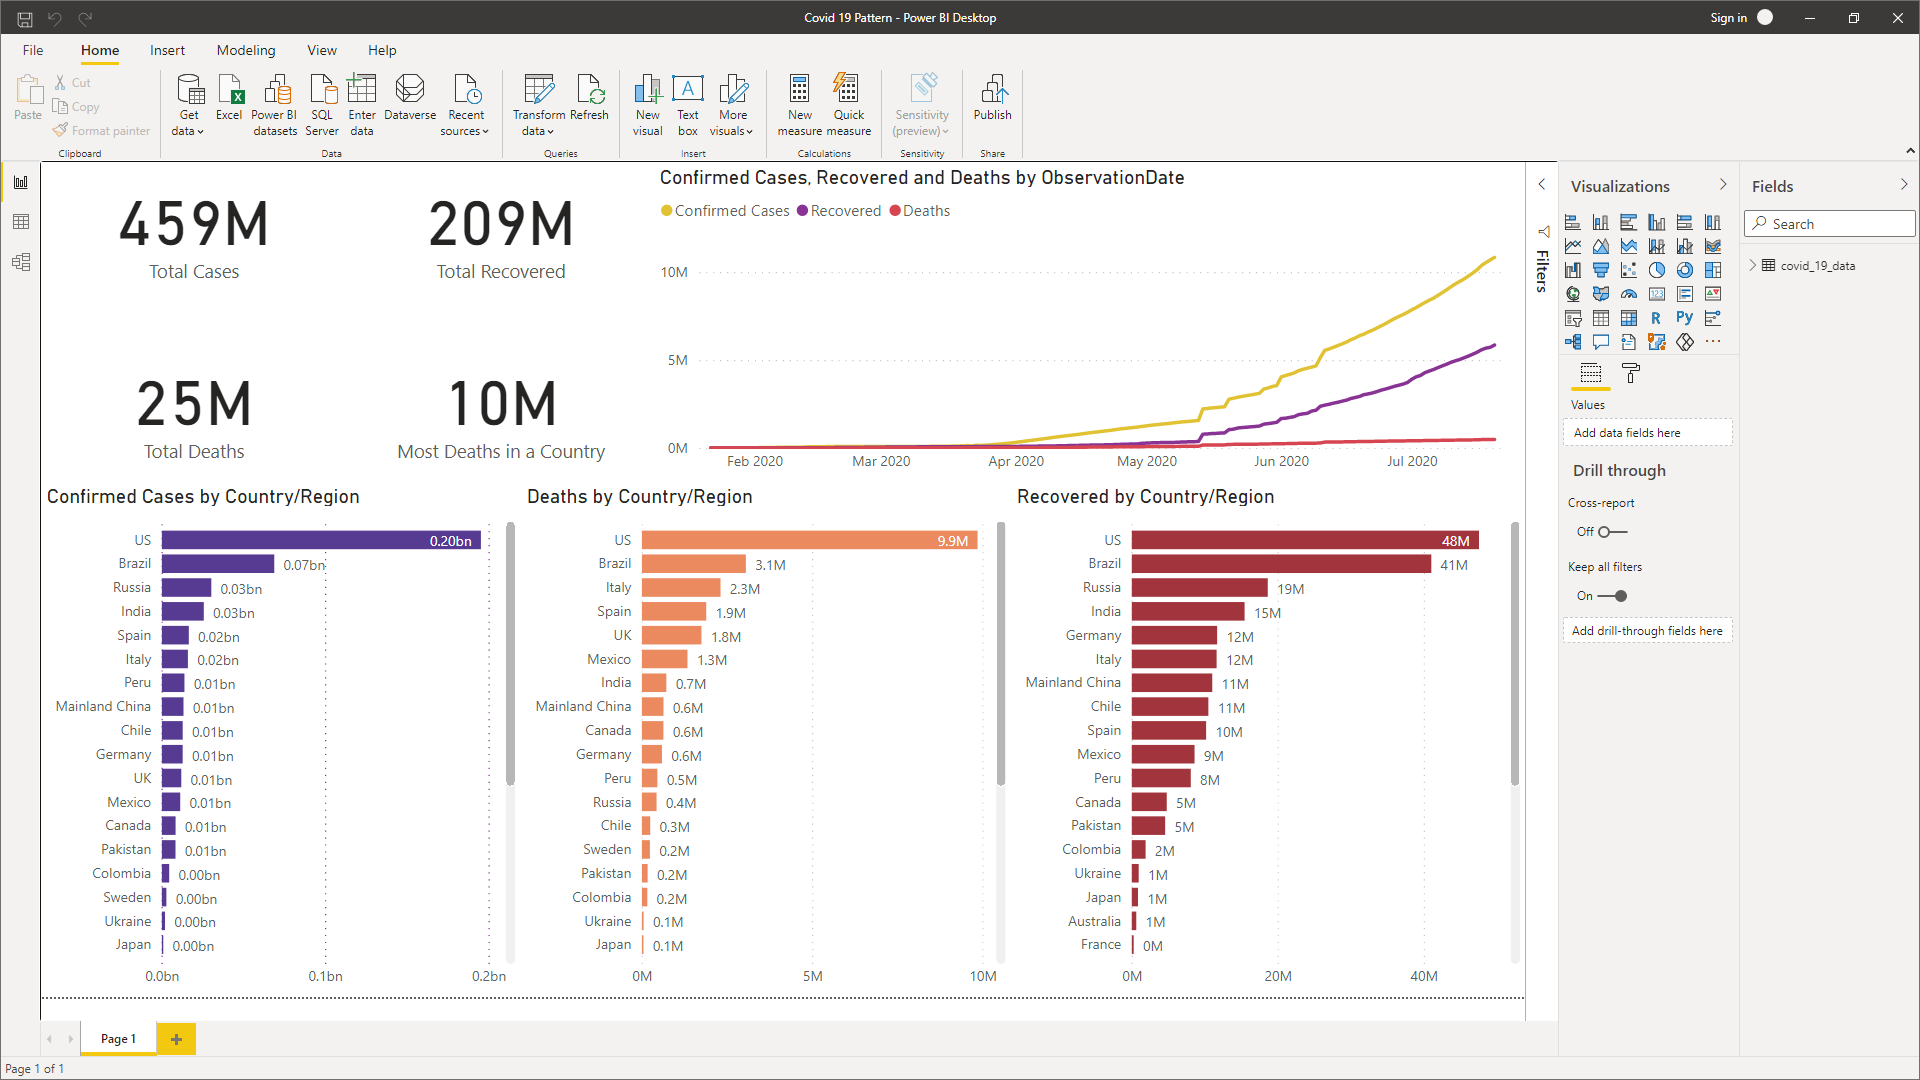 Covid 19 Pattern - Power BI Desktop
Sign in
File
Home
Insert
Modeling
View
Help
Paste
Cut
Copy
Format painter
Clipboard
Get data
Excel
Power BI datasets
SQL Server
Enter data
Dataverse
Recent sources
Data
Transform data
Refresh
Queries
New visual
Text box
More visuals
Insert
New measure
Quick measure
Calculations
Sensitivity (preview)
Sensitivity
Publish
Share
459M
Total Cases
209M
Total Recovered
25M
Total Deaths
10M
Most Deaths in a Country
Confirmed Cases, Recovered and Deaths by ObservationDate
Confirmed Cases Recovered Deaths
10M
5M
0M
Feb 2020
Mar 2020
Apr 2020
May 2020
Jun 2020
Jul 2020
Confirmed Cases by Country/Region
US 0.20bn
Brazil 0.07bn
Russia 0.03bn
India 0.03bn
Spain 0.02bn
Italy 0.02bn
Peru 0.01bn
Mainland China 0.01bn
Chile 0.01bn
Germany 0.01bn
UK 0.01bn
Mexico 0.01bn
Canada 0.01bn
Pakistan 0.01bn
Colombia 0.00bn
Sweden 0.00bn
Ukraine 0.00bn
Japan 0.00bn
0.0bn 0.1bn 0.2bn
Deaths by Country/Region
US 9.9M
Brazil 3.1M
Italy 2.3M
Spain 1.9M
UK 1.8M
Mexico 1.3M
India 0.7M
Mainland China 0.6M
Canada 0.6M
Germany 0.6M
Peru 0.5M
Russia 0.4M
Chile 0.3M
Sweden 0.2M
Pakistan 0.2M
Colombia 0.2M
Ukraine 0.1M
Japan 0.1M
0M 5M 10M
Recovered by Country/Region
US 48M
Brazil 41M
Russia 19M
India 15M
Germany 12M
Italy 12M
Mainland China 11M
Chile 11M
Spain 10M
Mexico 9M
Peru 8M
Canada 5M
Pakistan 5M
Colombia 2M
Ukraine 1M
Japan 1M
Australia 1M
France 0M
0M 20M 40M
Filters
Visualizations
123
R
Py
Values
Add data fields here
Drill through
Cross-report
Off
Keep all filters
On
Add drill-through fields here
Fields
Search
covid_19_data
Page 1
Page 1 of 1